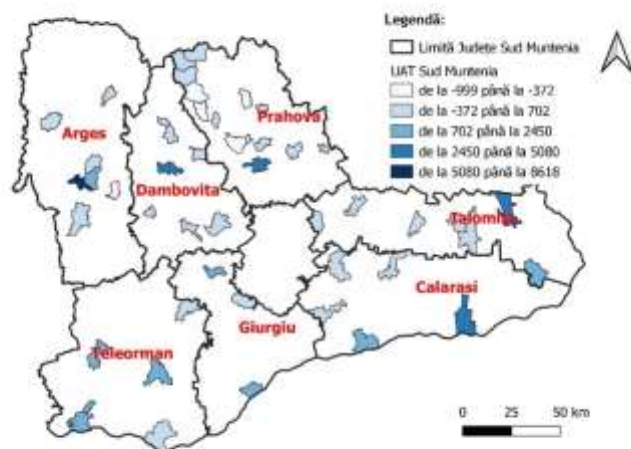 Legendă:
Limită Județe Sud Muntenia
UAT Sud Muntenia
de la -999 până la -372
de la -372 până la 702
de la 702 până la 2450
de la 2450 până la 5080
de la 5080 până la 8618
Prahova
Arges
Dambovita
Ialomita
Calarasi
Giurgiu
Teleorman
0 25 50 km